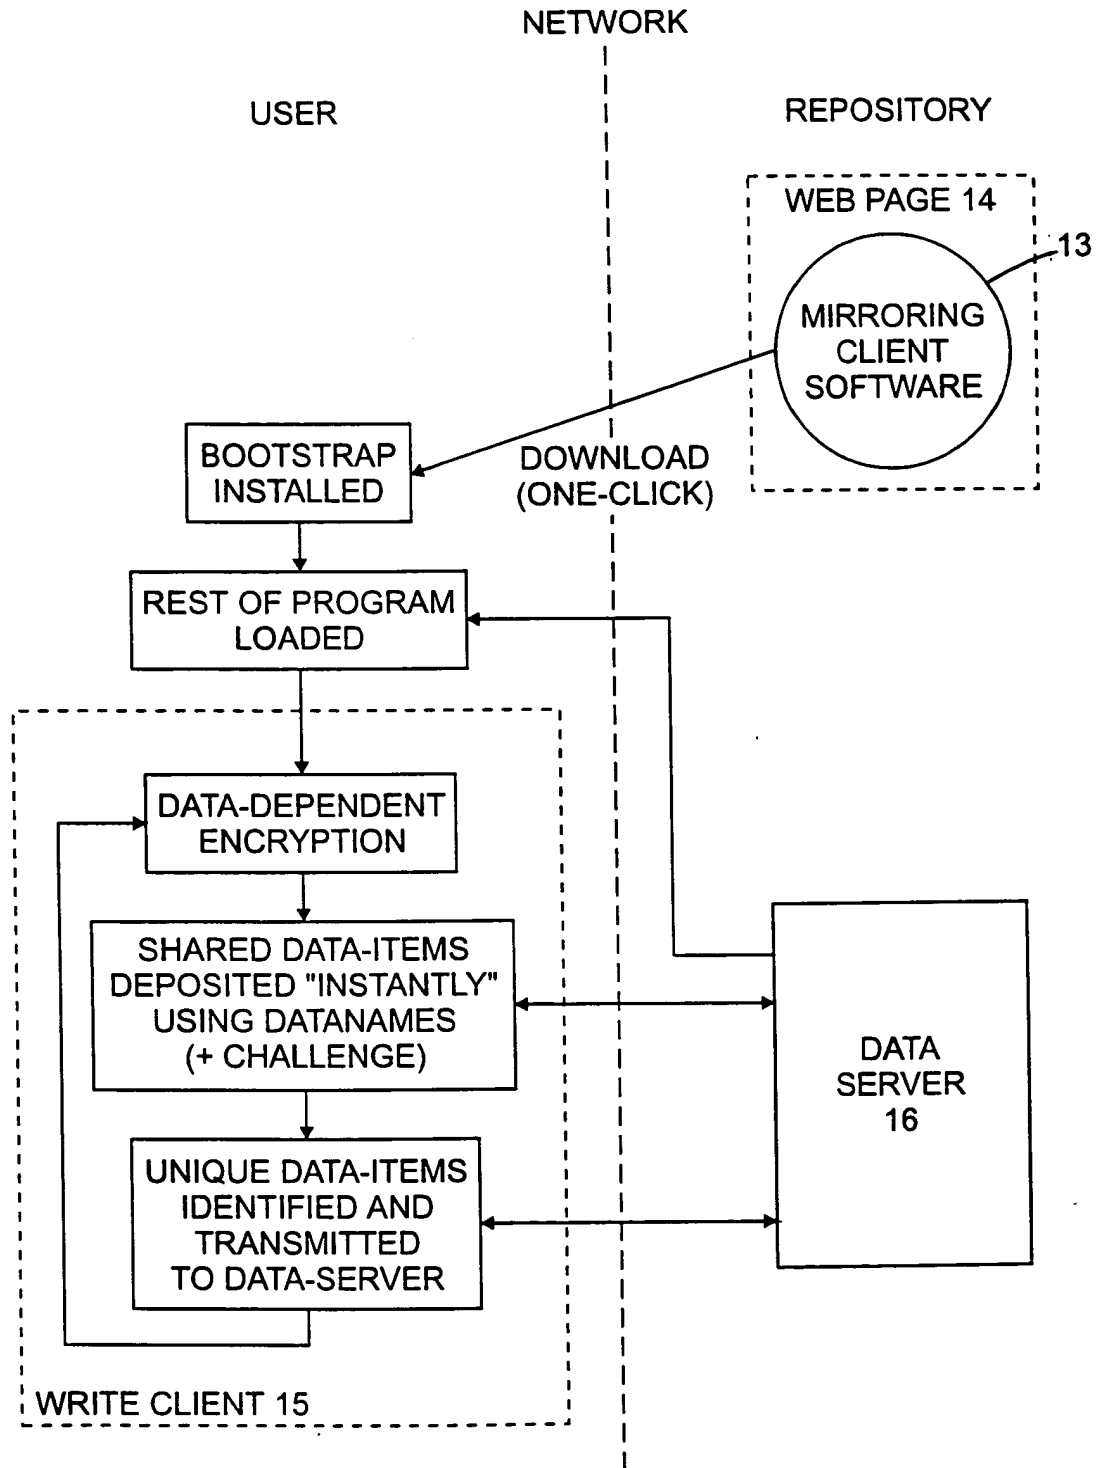 NETWORK
USER
REPOSITORY
WEB PAGE 14
13
MIRRORING
CLIENT
SOFTWARE
BOOTSTRAP
INSTALLED
DOWNLOAD
(ONE-CLICK)
REST OF PROGRAM
LOADED
DATA-DEPENDENT
ENCRYPTION
SHARED DATA-ITEMS
DEPOSITED "INSTANTLY"
USING DATANAMES
(+ CHALLENGE)
DATA
SERVER
16
UNIQUE DATA-ITEMS
IDENTIFIED AND
TRANSMITTED
TO DATA-SERVER
WRITE CLIENT 15